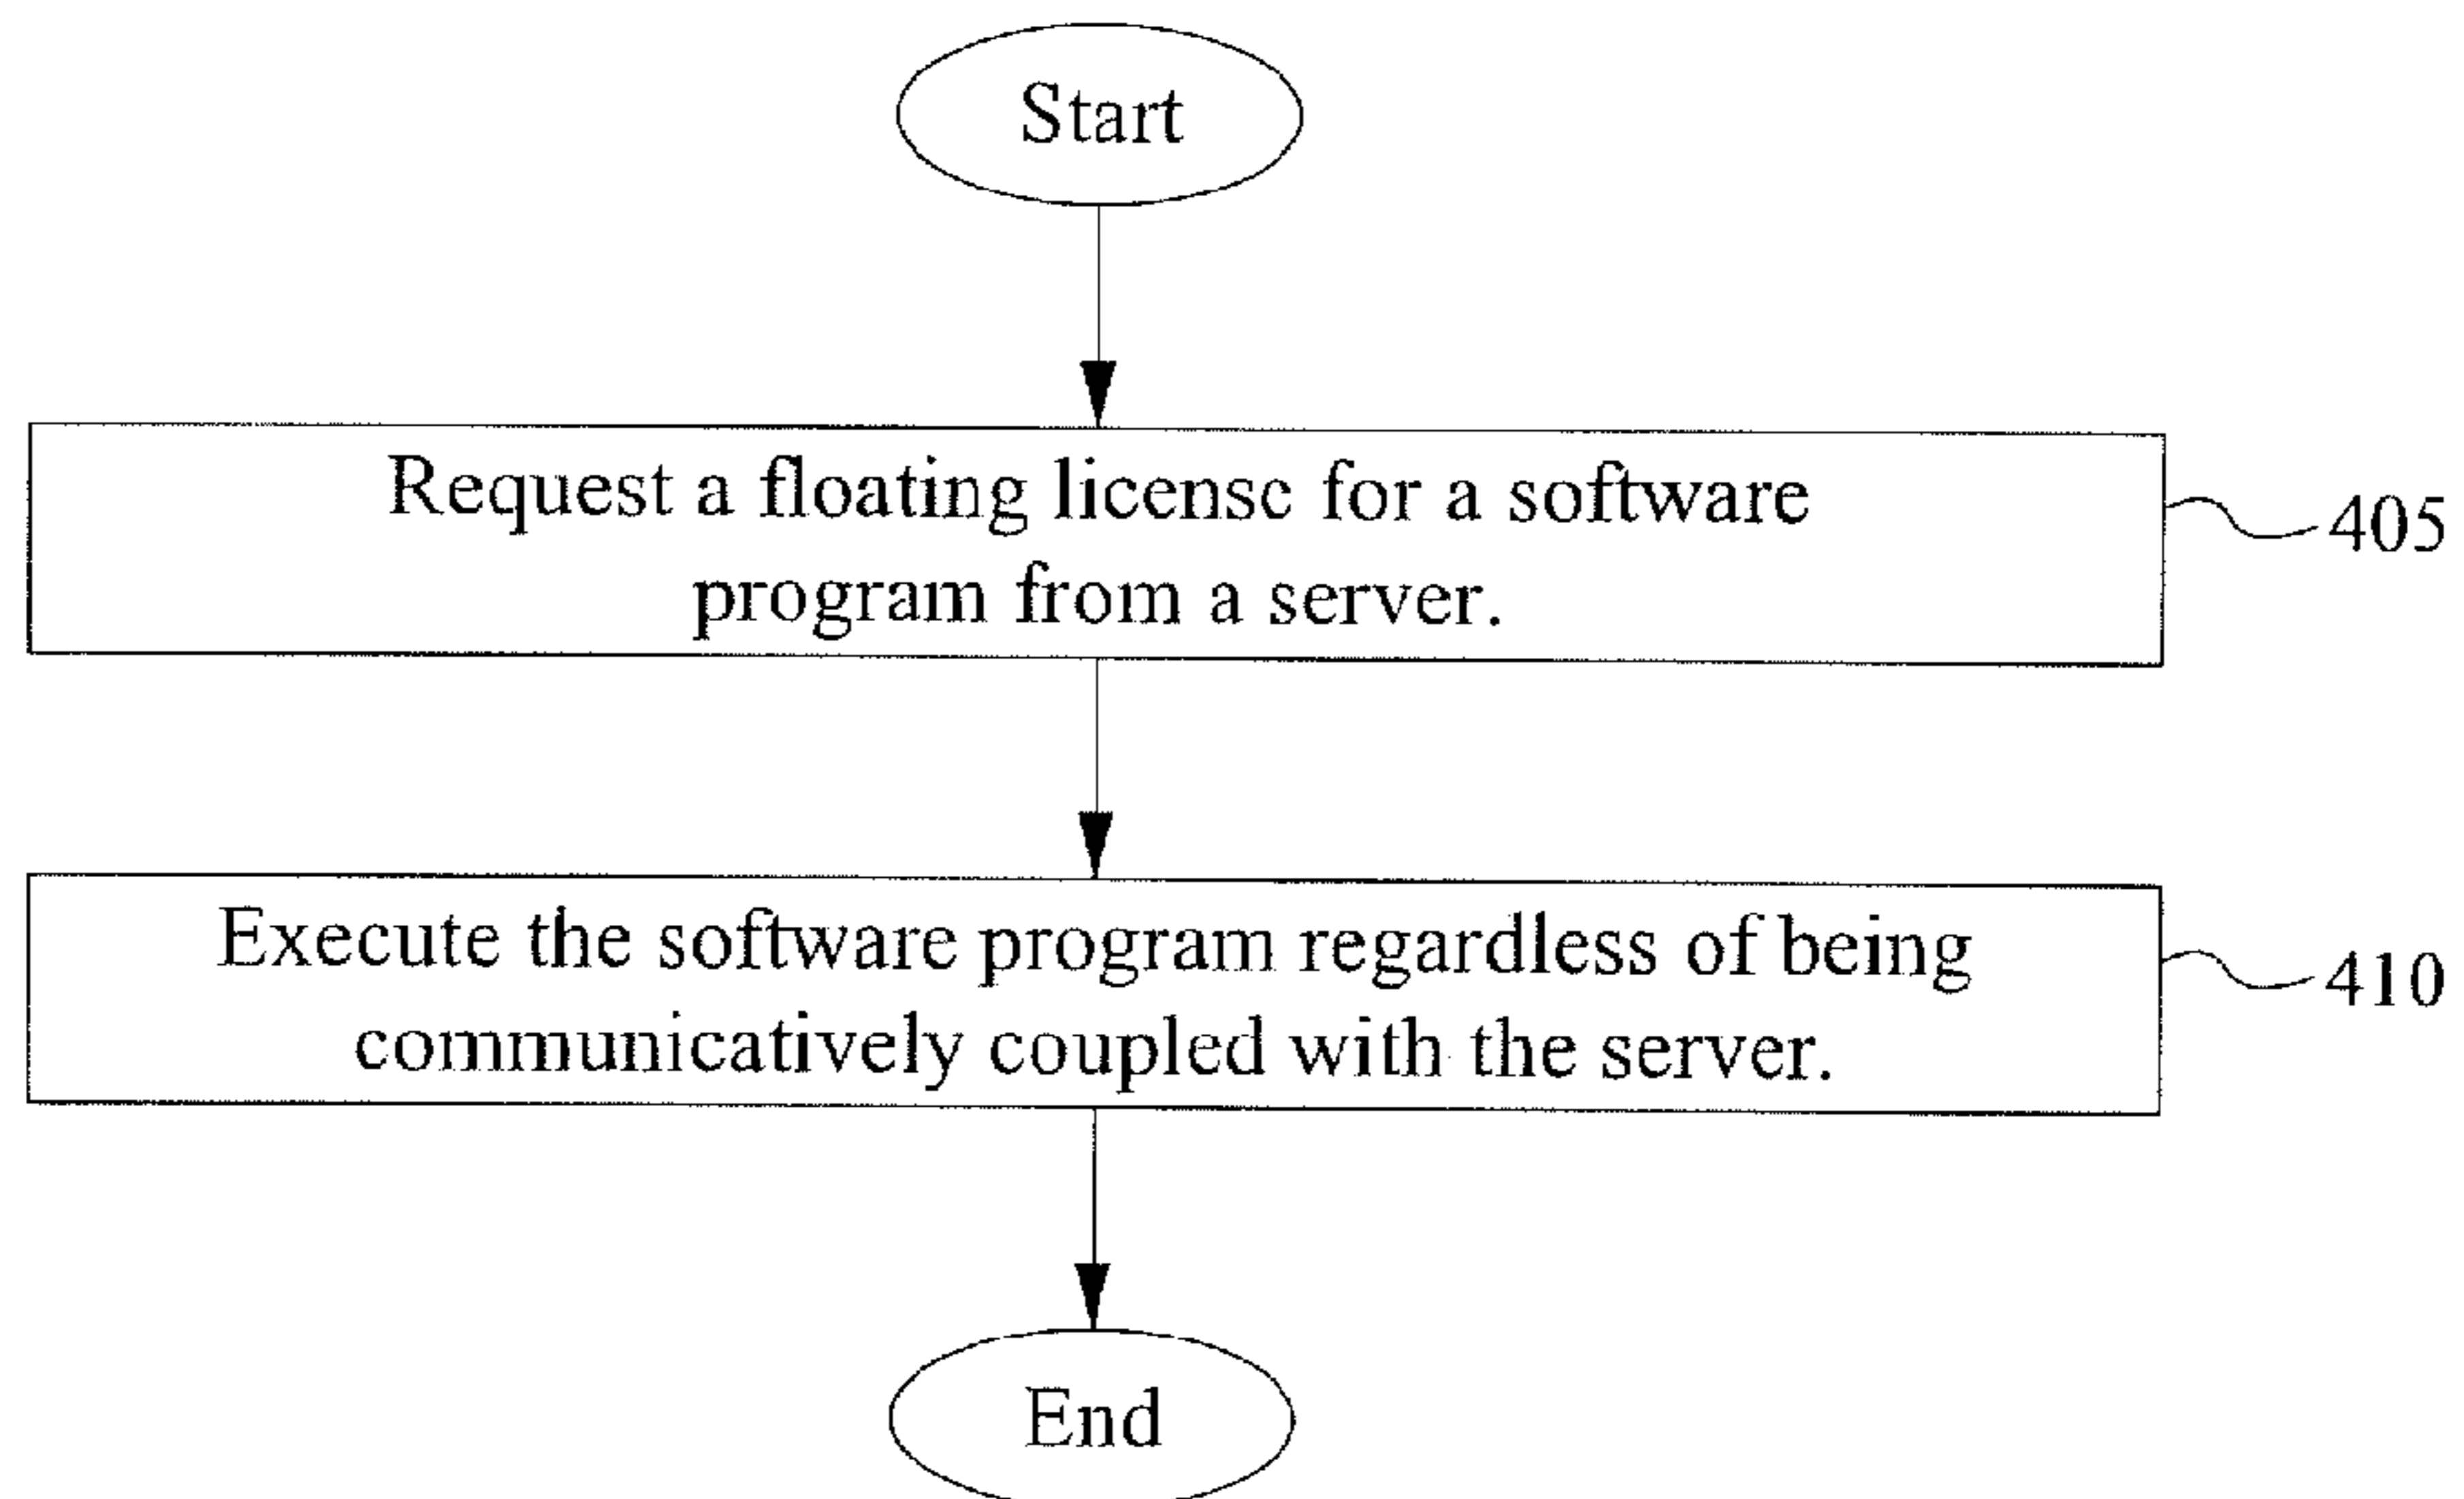 Start
Request a floating license for a software
program from a server.
405
Execute the software program regardless of being
communicatively coupled with the server.
410
End